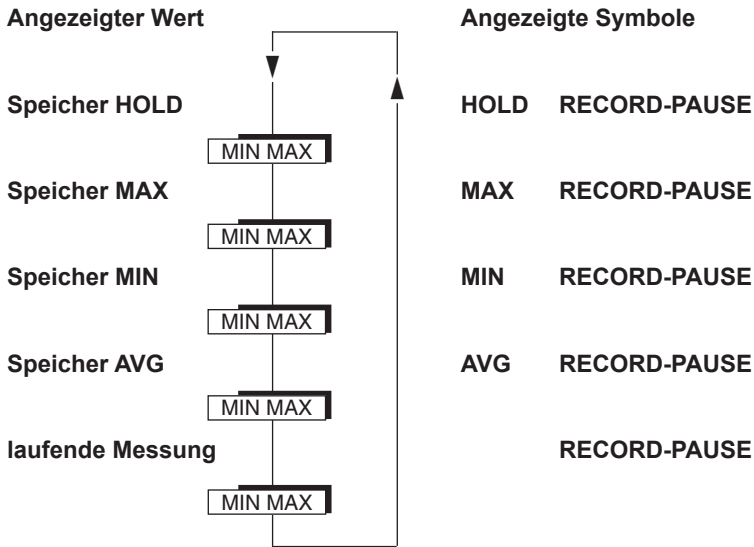 Angezeigter Wert Angezeigte Symbole
Speicher HOLD HOLD RECORD-PAUSE
MIN MAX
Speicher MAX MAX RECORD-PAUSE
MIN MAX
Speicher MIN MIN RECORD-PAUSE
MIN MAX
Speicher AVG AVG RECORD-PAUSE
MIN MAX
laufende Messung RECORD-PAUSE
MIN MAX